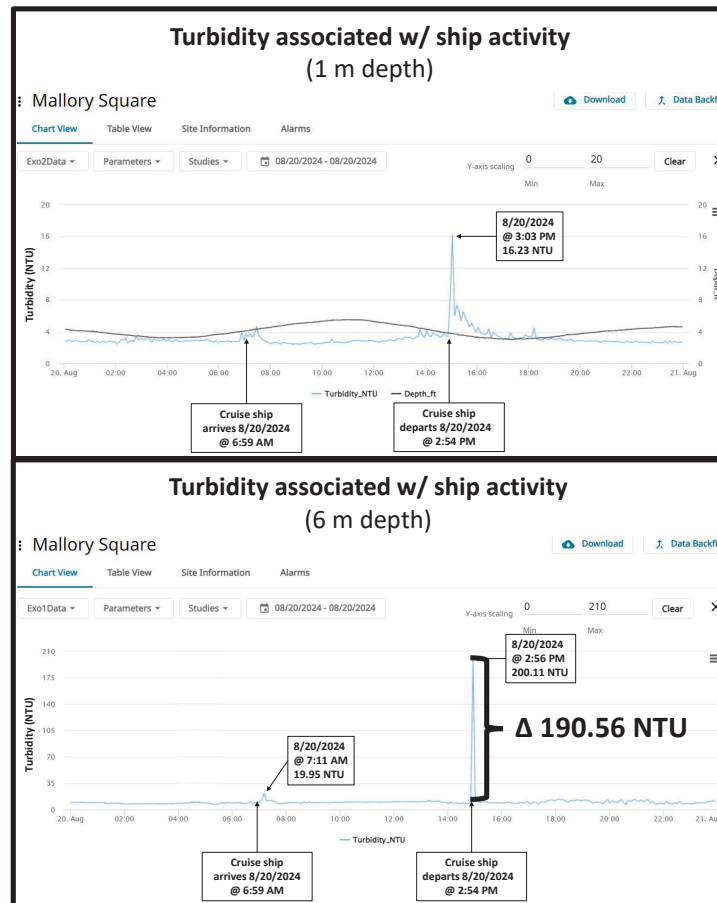 Turbidity associated w/ ship activity
(1 m depth)
Mallory Square
Download
Data Backfi
Chart View Table View Site Information Alarms
Exo2Data Parameters Studies 08/20/2024 - 08/20/2024 Y-axis scaling 0 20 Clear
Min Max
20 20
8/20/2024
@ 3:03 PM
16.23 NTU
16 16
12 12
8 8
4 4
0 0
Turbidity (NTU)
Depth_ft
20. Aug 02:00 04:00 06:00 08:00 10:00 12:00 14:00 16:00 18:00 20:00 22:00 21. A
Turbidity_NTU Depth_ft
Cruise ship
arrives 8/20/2024
@ 6:59 AM
Cruise ship
departs 8/20/2024
@ 2:54 PM
Turbidity associated w/ ship activity
(6 m depth)
Mallory Square
Download
Data Backfi
Chart View Table View Site Information Alarms
Exo1Data Parameters Studies 08/20/2024 - 08/20/2024 Y-axis scaling 0 210 Clear
Min Max
8/20/2024
@ 2:56 PM
200.11 NTU
210
175
105
70
35
0
Turbidity (NTU)
Δ 190.56 NTU
8/20/2024
@ 7:11 AM
19.95 NTU
20. Aug 02:00 04:00 06:00 08:00 10:00 12:00 14:00 16:00 18:00 20:00 22:00 21. Au
Turbidity_NTU
Cruise ship
arrives 8/20/2024
@ 6:59 AM
Cruise ship
departs 8/20/2024
@ 2:54 PM